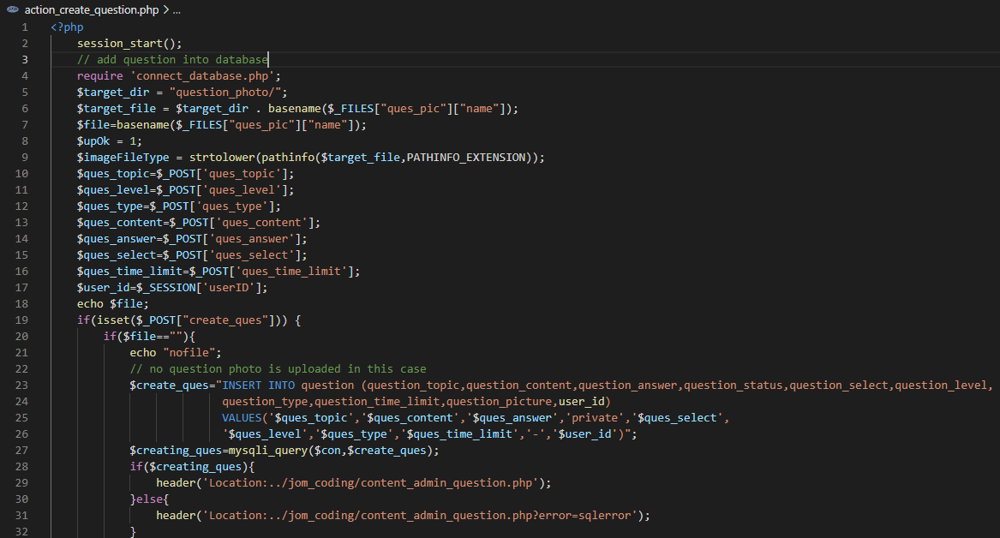 action_create_question.php > ...
1 <?php
2 session_start();
3 // add question into database
4 require 'connect_database.php';
5 $target_dir = "question_photo/";
6 $target_file = $target_dir . basename($_FILES["ques_pic"]["name"]);
7 $file=basename($_FILES["ques_pic"]["name"]);
8 $upOk = 1;
9 $imageFileType = strtolower(pathinfo($target_file,PATHINFO_EXTENSION));
10 $ques_topic=$_POST['ques_topic'];
11 $ques_level=$_POST['ques_level'];
12 $ques_type=$_POST['ques_type'];
13 $ques_content=$_POST['ques_content'];
14 $ques_answer=$_POST['ques_answer'];
15 $ques_select=$_POST['ques_select'];
16 $ques_time_limit=$_POST['ques_time_limit'];
17 $user_id=$_SESSION['userID'];
18 echo $file;
19 if(isset($_POST["create_ques"])) {
20 if($file==""){
21 echo "nofile";
22 // no question photo is uploaded in this case
23 $create_ques="INSERT INTO question (question_topic,question_content,question_answer,question_status,question_select,question_level,
24 question_type,question_time_limit,question_picture,user_id)
25 VALUES('$ques_topic','$ques_content','$ques_answer','private','$ques_select',
26 '$ques_level','$ques_type','$ques_time_limit','-','$user_id')";
27 $creating_ques=mysqli_query($con,$create_ques);
28 if($creating_ques){
29 header('Location:../jom_coding/content_admin_question.php');
30 }else{
31 header('Location:../jom_coding/content_admin_question.php?error=sqlerror');
32 }